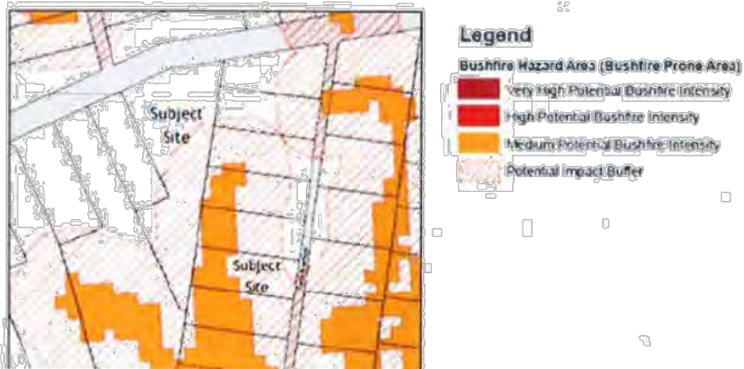 Legend
Bushfire Hazard Area (Bushfire Prone Area)
Very High Potential Bushfire Intensity
High Potential Bushfire Intensity
Medium Potential Bushfire Intensity
Potential Impact Buffer
Subject
Site
Subject
Site